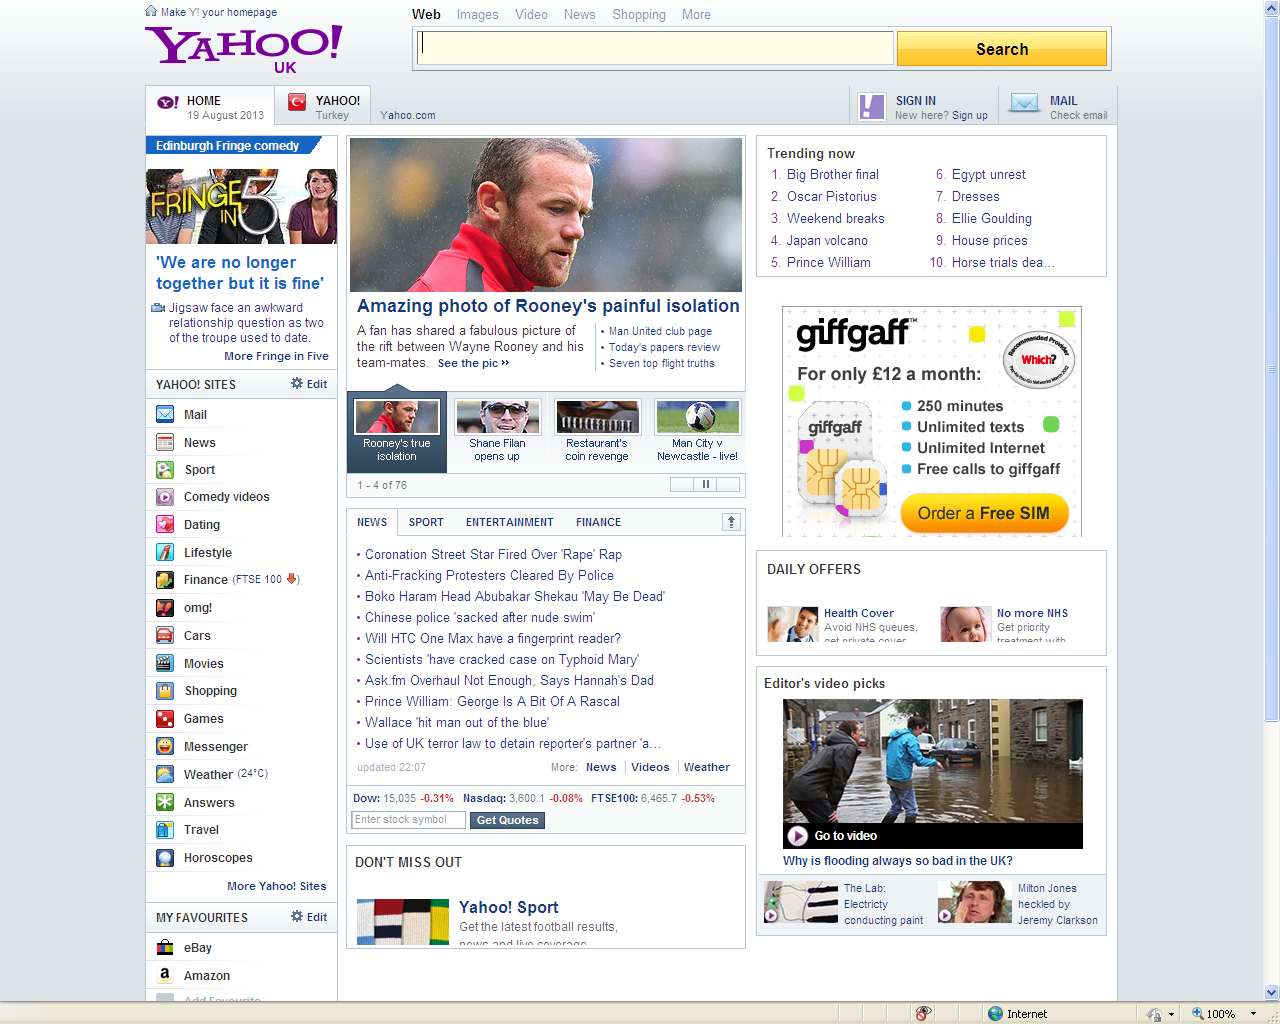 Make Y! your homepage
YAHOO!
UK
Web Images Video News Shopping More
Search
HOME
19 August 2013
YAHOO!
Turkey
Yahoo.com
SIGN IN
New here? Sign up
MAIL
Check email
Edinburgh Fringe comedy
FRINGE IN 5
'We are no longer
together but it is fine'
Jigsaw face an awkward
relationship question as two
of the troupe used to date.
More Fringe in Five
YAHOO! SITES Edit
Mail
News
Sport
Comedy videos
Dating
Lifestyle
Finance (FTSE 100 )
omg!
Cars
Movies
Shopping
Games
Messenger
Weather (24°C)
Answers
Travel
Horoscopes
More Yahoo! Sites
MY FAVOURITES Edit
eBay
Amazon
Add Favourite
Amazing photo of Rooney's painful isolation
A fan has shared a fabulous picture of
the rift between Wayne Rooney and his
team-mates. See the pic ››
• Man United club page
• Today's papers review
• Seven top flight truths
Rooney's true
isolation
Shane Filan
opens up
Restaurant's
coin revenge
Man City v
Newcastle - live!
1 - 4 of 76
NEWS SPORT ENTERTAINMENT FINANCE
• Coronation Street Star Fired Over 'Rape' Rap
• Anti-Fracking Protesters Cleared By Police
• Boko Haram Head Abubakar Shekau 'May Be Dead'
• Chinese police 'sacked after nude swim'
• Will HTC One Max have a fingerprint reader?
• Scientists 'have cracked case on Typhoid Mary'
• Ask.fm Overhaul Not Enough, Says Hannah's Dad
• Prince William: George Is A Bit Of A Rascal
• Wallace 'hit man out of the blue'
• Use of UK terror law to detain reporter's partner 'a...
updated 22:07 More: News Videos Weather
Dow: 15,035 -0.31% Nasdaq: 3,600.1 -0.08% FTSE100: 6,465.7 -0.53%
Enter stock symbol Get Quotes
DON'T MISS OUT
Yahoo! Sport
Get the latest football results,
news and live coverage
Trending now
1. Big Brother final
2. Oscar Pistorius
3. Weekend breaks
4. Japan volcano
5. Prince William
6. Egypt unrest
7. Dresses
8. Ellie Goulding
9. House prices
10. Horse trials dea...
giffgaff™
Recommended Provider
Which?
For only £12 a month:
250 minutes
Unlimited texts
Unlimited Internet
Free calls to giffgaff
giffgaff
Order a Free SIM
DAILY OFFERS
Health Cover
Avoid NHS queues,
get private cover
No more NHS
Get priority
treatment with
Editor's video picks
Go to video
Why is flooding always so bad in the UK?
The Lab:
Electricty
conducting paint
Milton Jones
heckled by
Jeremy Clarkson
Internet
100%